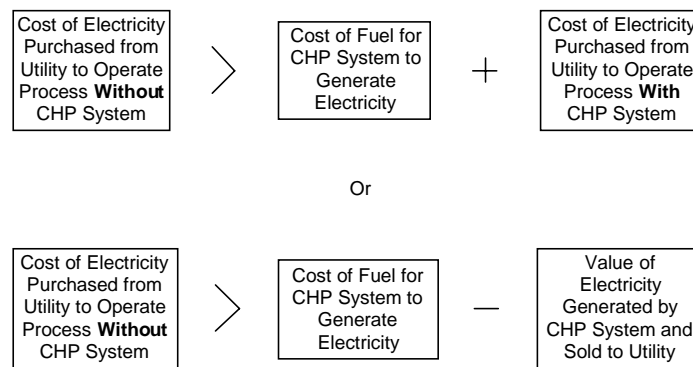 Cost of Electricity
Purchased from
Utility to Operate
Process Without
CHP System
>
Cost of Fuel for
CHP System to
Generate
Electricity
+
Cost of Electricity
Purchased from
Utility to Operate
Process With
CHP System
Or
Cost of Electricity
Purchased from
Utility to Operate
Process Without
CHP System
>
Cost of Fuel for
CHP System to
Generate
Electricity
−
Value of
Electricity
Generated by
CHP System and
Sold to Utility